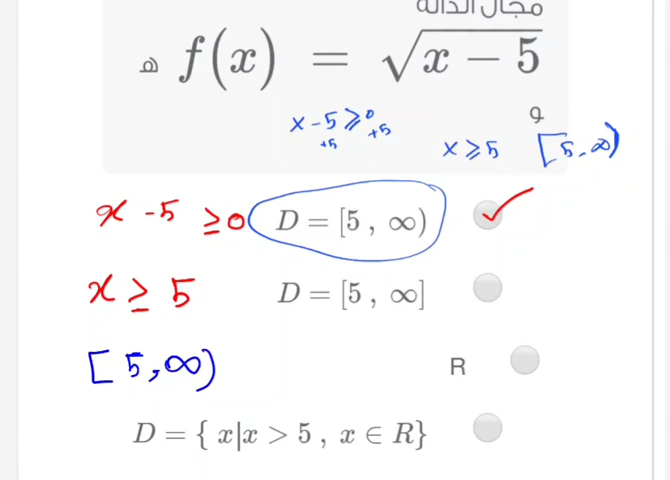 مجال الدالة
f(x) = √x − 5 هـ
و
x - 5 ≥ 0
+5 +5
x ≥ 5 [5, ∞)
x - 5 ≥ 0 D = [5 , ∞)
x ≥ 5 D = [5 , ∞]
[5, ∞) R
D = { x|x > 5 , x ∈ R}